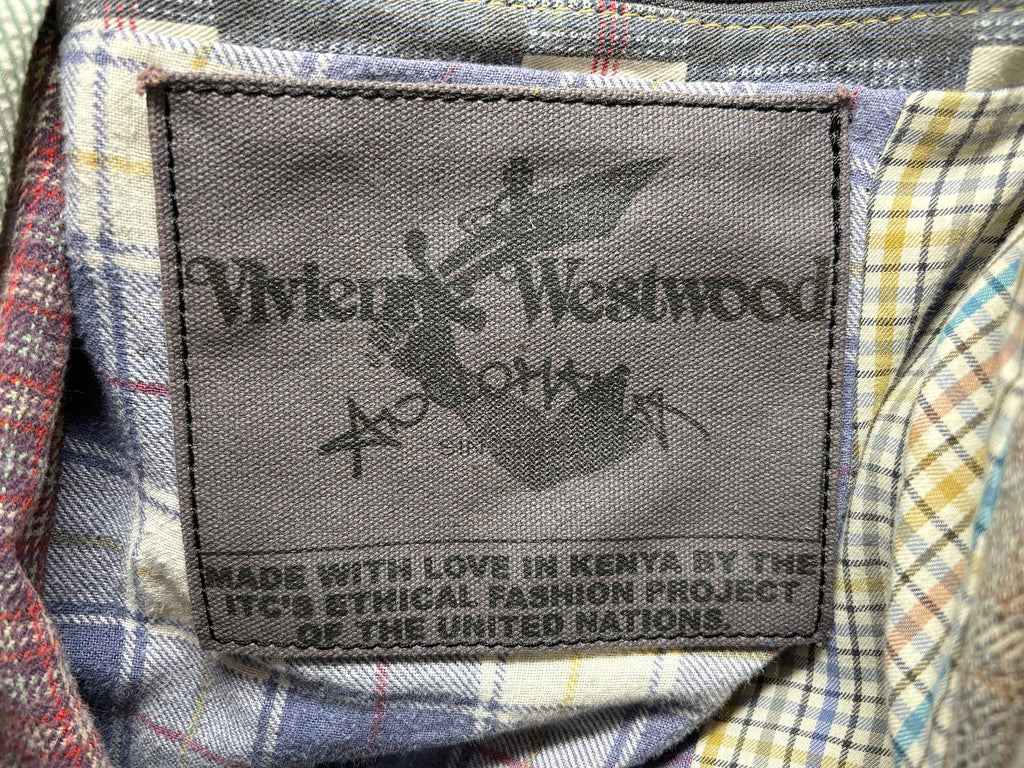 Vivienne Westwood
MADE WITH LOVE IN KENYA BY THE
ITC'S ETHICAL FASHION PROJECT
OF THE UNITED NATIONS.